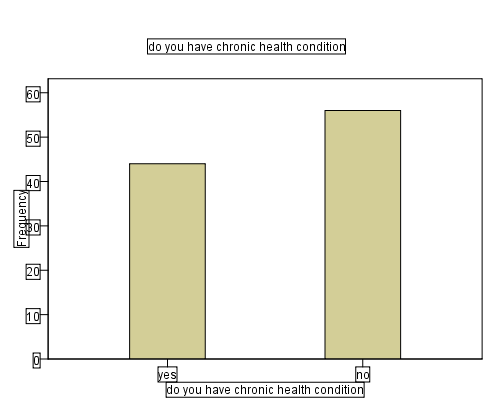 do you have chronic health condition
60
50
40
30
20
10
0
Frequency
yes
no
do you have chronic health condition